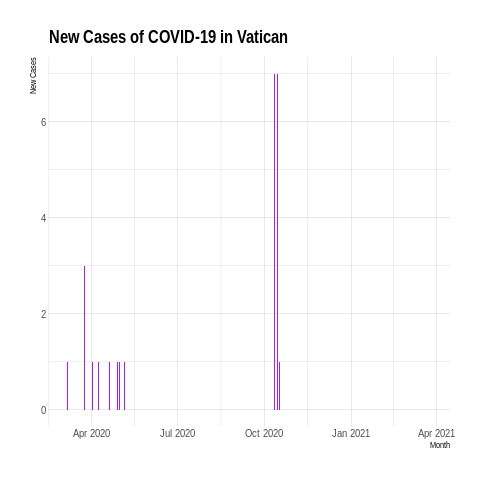 New Cases of COVID-19 in Vatican
New Cases
6
4
2
0
Apr 2020 Jul 2020 Oct 2020 Jan 2021 Apr 2021
Month